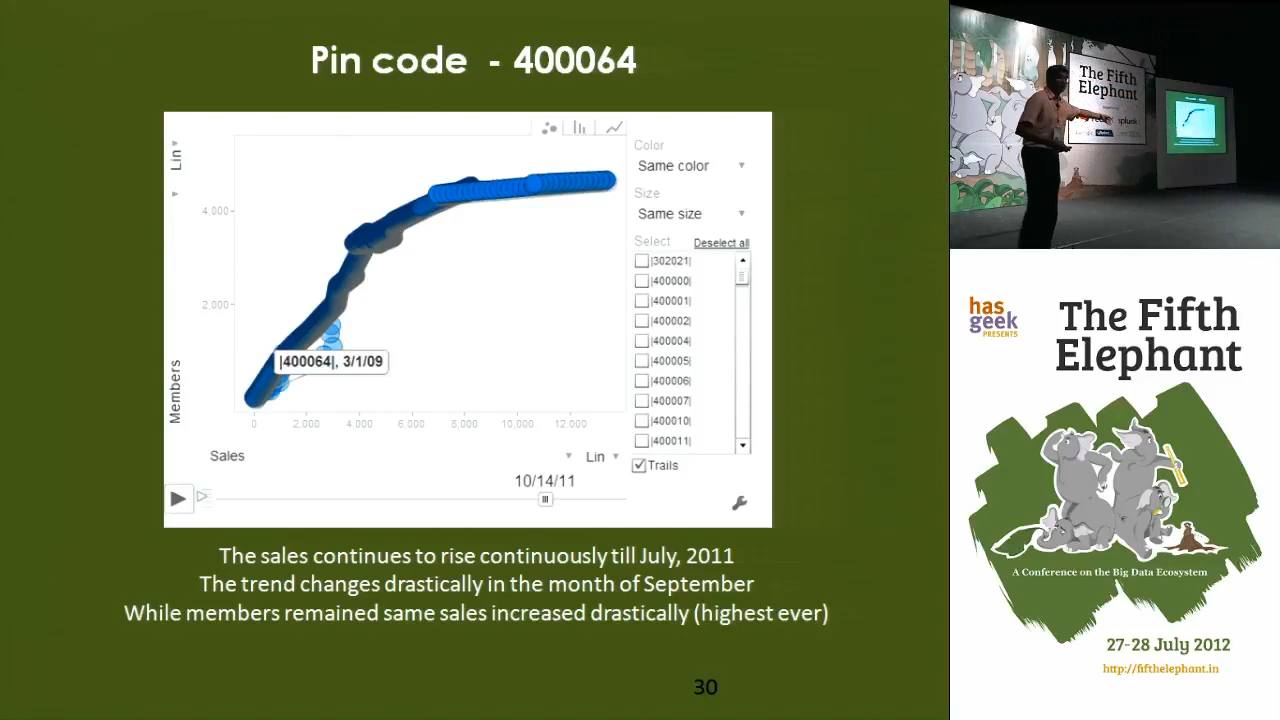 Pin code - 400064
Lin
Color
Same color
Size
Same size
Select
Deselect all
|302021|
|400000|
|400001|
|400002|
|400004|
|400005|
|400006|
|400007|
|400010|
|400011|
Trails
4,000
2,000
|400064|, 3/1/09
Members
0 2,000 4,000 6,000 8,000 10,000 12,000
Sales
Lin
10/14/11
The sales continues to rise continuously till July, 2011
The trend changes drastically in the month of September
While members remained same sales increased drastically (highest ever)
30
The Fifth
Elephant
splunk
has
geek
PRESENTS
The Fifth
Elephant
A Conference on the Big Data Ecosystem
27-28 July 2012
http://fifthelephant.in